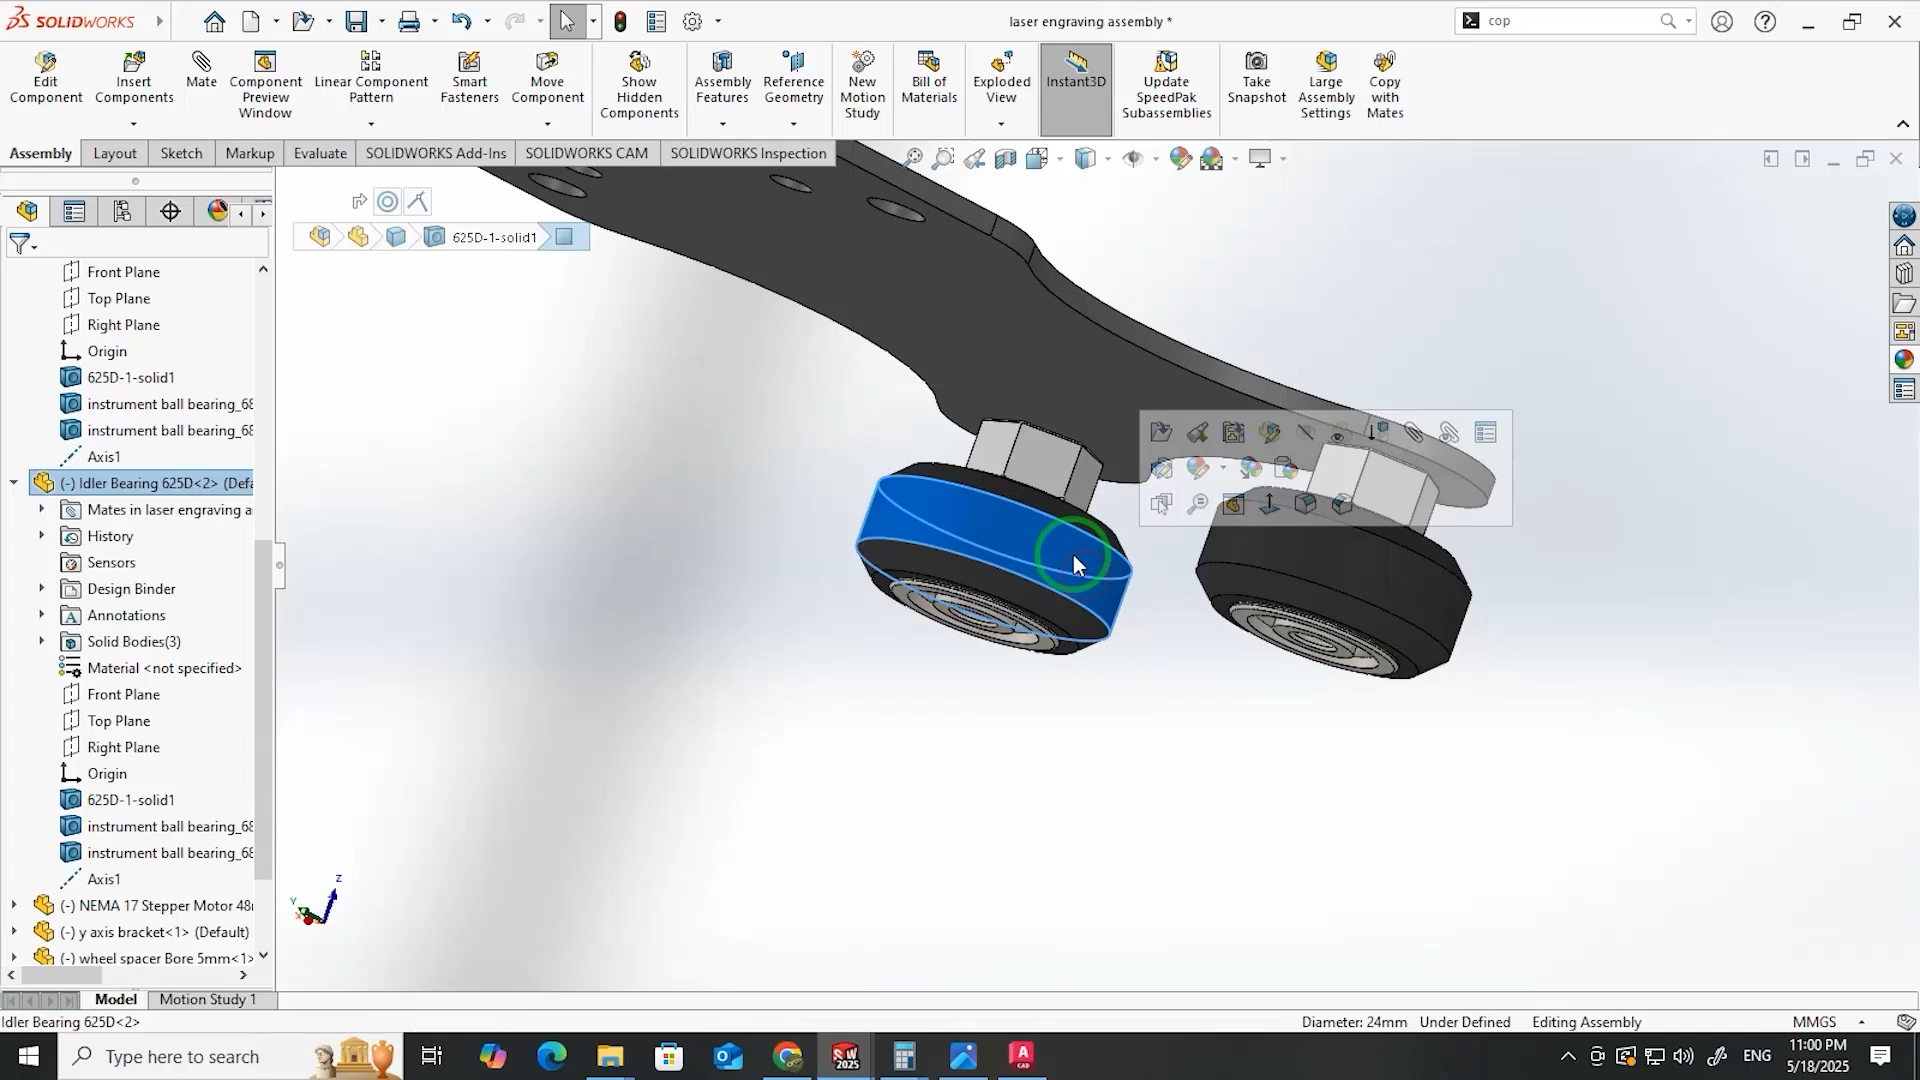 SOLIDWORKS
laser engraving assembly *
cop
Edit Component
Insert Components
Mate
Component Preview Window
Linear Component Pattern
Smart Fasteners
Move Component
Show Hidden Components
Assembly Features
Reference Geometry
New Motion Study
Bill of Materials
Exploded View
Instant3D
Update SpeedPak Subassemblies
Take Snapshot
Large Assembly Settings
Copy with Mates
Assembly
Layout
Sketch
Markup
Evaluate
SOLIDWORKS Add-Ins
SOLIDWORKS CAM
SOLIDWORKS Inspection
625D-1-solid1
Front Plane
Top Plane
Right Plane
Origin
625D-1-solid1
instrument ball bearing_68
instrument ball bearing_68
Axis1
(-) Idler Bearing 625D<2> (Defa
Mates in laser engraving a
History
Sensors
Design Binder
Annotations
Solid Bodies(3)
Material <not specified>
Front Plane
Top Plane
Right Plane
Origin
625D-1-solid1
instrument ball bearing_68
instrument ball bearing_68
Axis1
(-) NEMA 17 Stepper Motor 48
(-) y axis bracket<1> (Default)
(-) wheel spacer Bore 5mm<1>
Z
Y
X
Model
Motion Study 1
Idler Bearing 625D<2>
Diameter: 24mm
Under Defined
Editing Assembly
MMGS
Type here to search
SW
2025
A
CAD
ENG
11:00 PM
5/18/2025